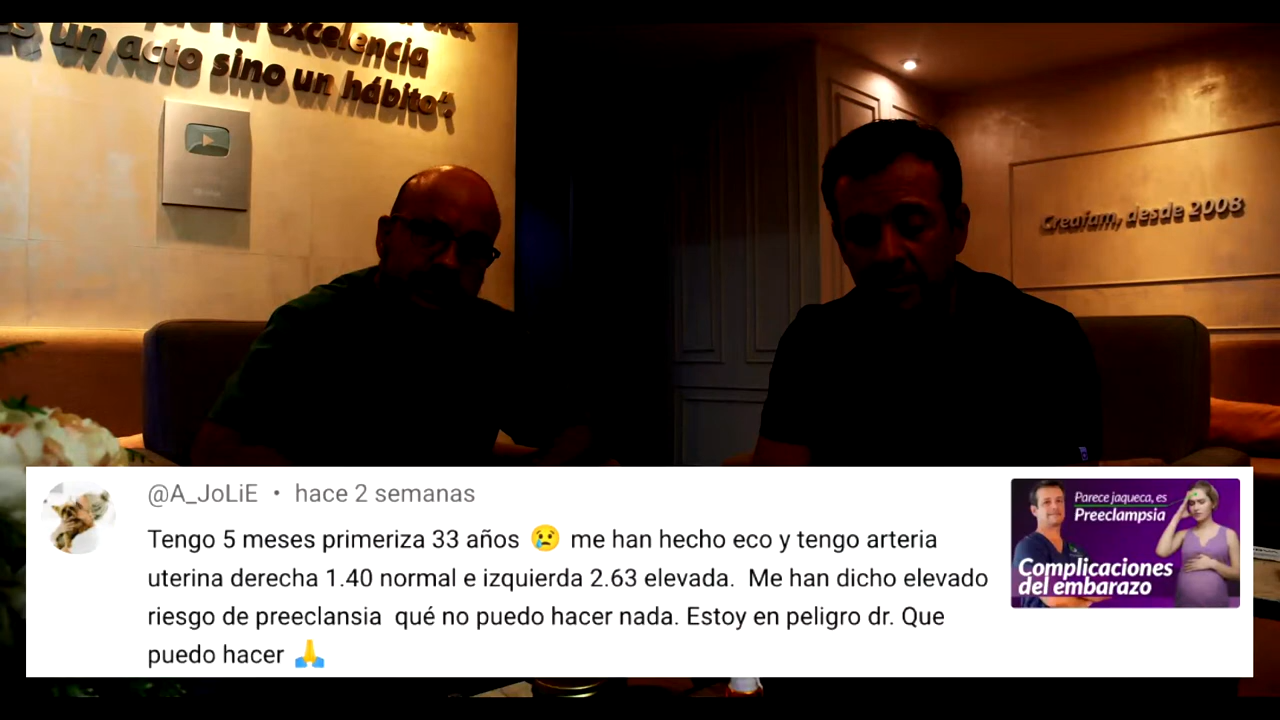 excelencia
un acto sino un hábito".
Creafam, desde 2008
@A_JoLiE • hace 2 semanas
Tengo 5 meses primeriza 33 años 😢 me han hecho eco y tengo arteria
uterina derecha 1.40 normal e izquierda 2.63 elevada. Me han dicho elevado
riesgo de preeclansia qué no puedo hacer nada. Estoy en peligro dr. Que
puedo hacer 🙏
Parece jaqueca, es
Preeclampsia
Complicaciones
del embarazo